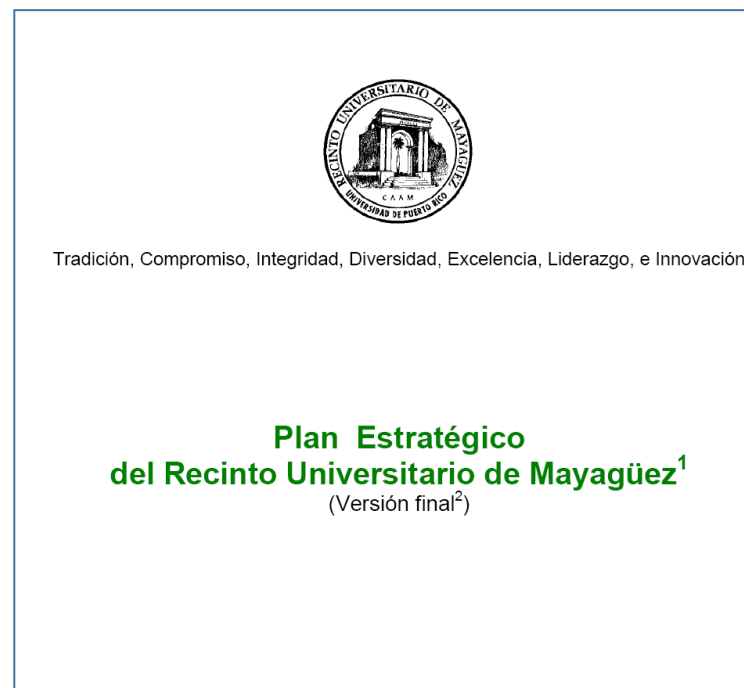 RECINTO UNIVERSITARIO DE MAYAGÜEZ
C A A M
UNIVERSIDAD DE PUERTO RICO
Tradición, Compromiso, Integridad, Diversidad, Excelencia, Liderazgo, e Innovación
Plan Estratégico
del Recinto Universitario de Mayagüez¹
(Versión final²)